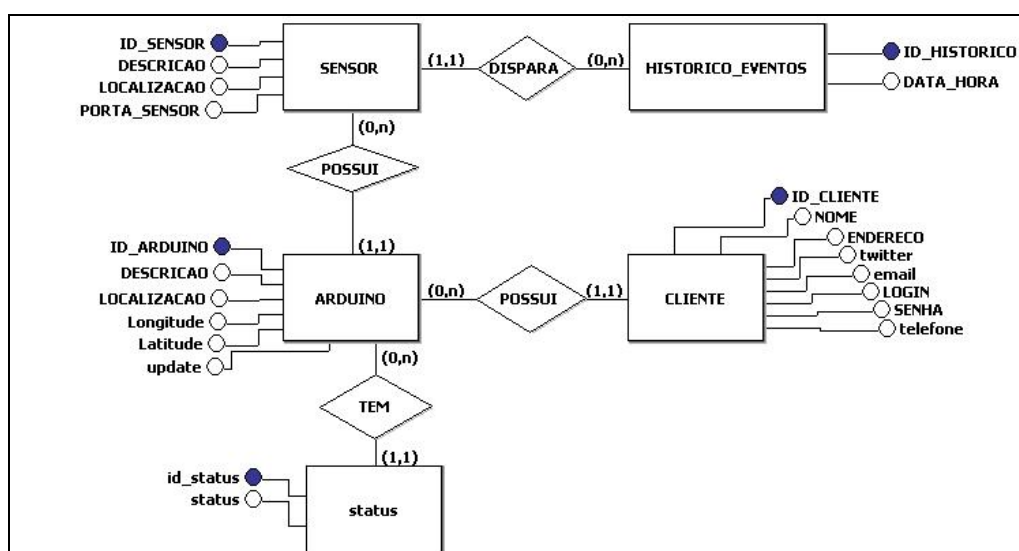 ID_SENSOR
DESCRICAO
LOCALIZACAO
PORTA_SENSOR
SENSOR
(1,1)
DISPARA
(0,n)
HISTORICO_EVENTOS
ID_HISTORICO
DATA_HORA
(0,n)
POSSUI
(1,1)
ID_ARDUINO
DESCRICAO
LOCALIZACAO
Longitude
Latitude
update
ARDUINO
(0,n)
POSSUI
(1,1)
CLIENTE
ID_CLIENTE
NOME
ENDERECO
twitter
email
LOGIN
SENHA
telefone
(0,n)
TEM
(1,1)
id_status
status
status